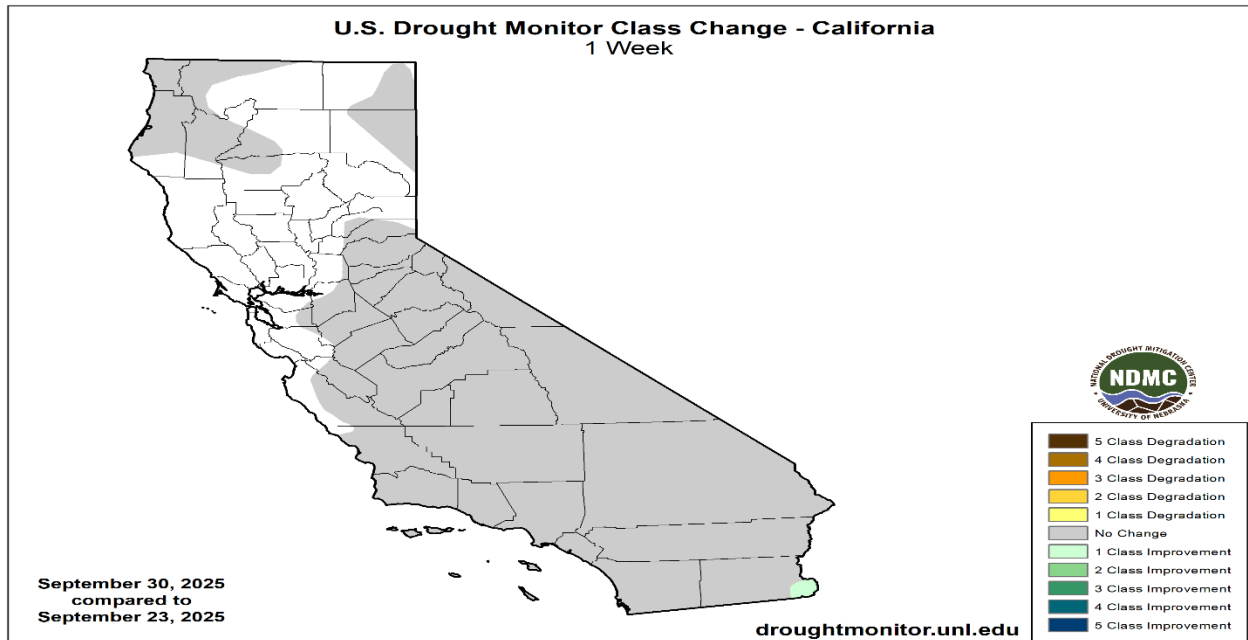 U.S. Drought Monitor Class Change - California
1 Week
NATIONAL DROUGHT MITIGATION CENTER
NDMC
UNIVERSITY OF NEBRASKA
5 Class Degradation
4 Class Degradation
3 Class Degradation
2 Class Degradation
1 Class Degradation
No Change
1 Class Improvement
2 Class Improvement
3 Class Improvement
4 Class Improvement
5 Class Improvement
September 30, 2025
compared to
September 23, 2025
droughtmonitor.unl.edu